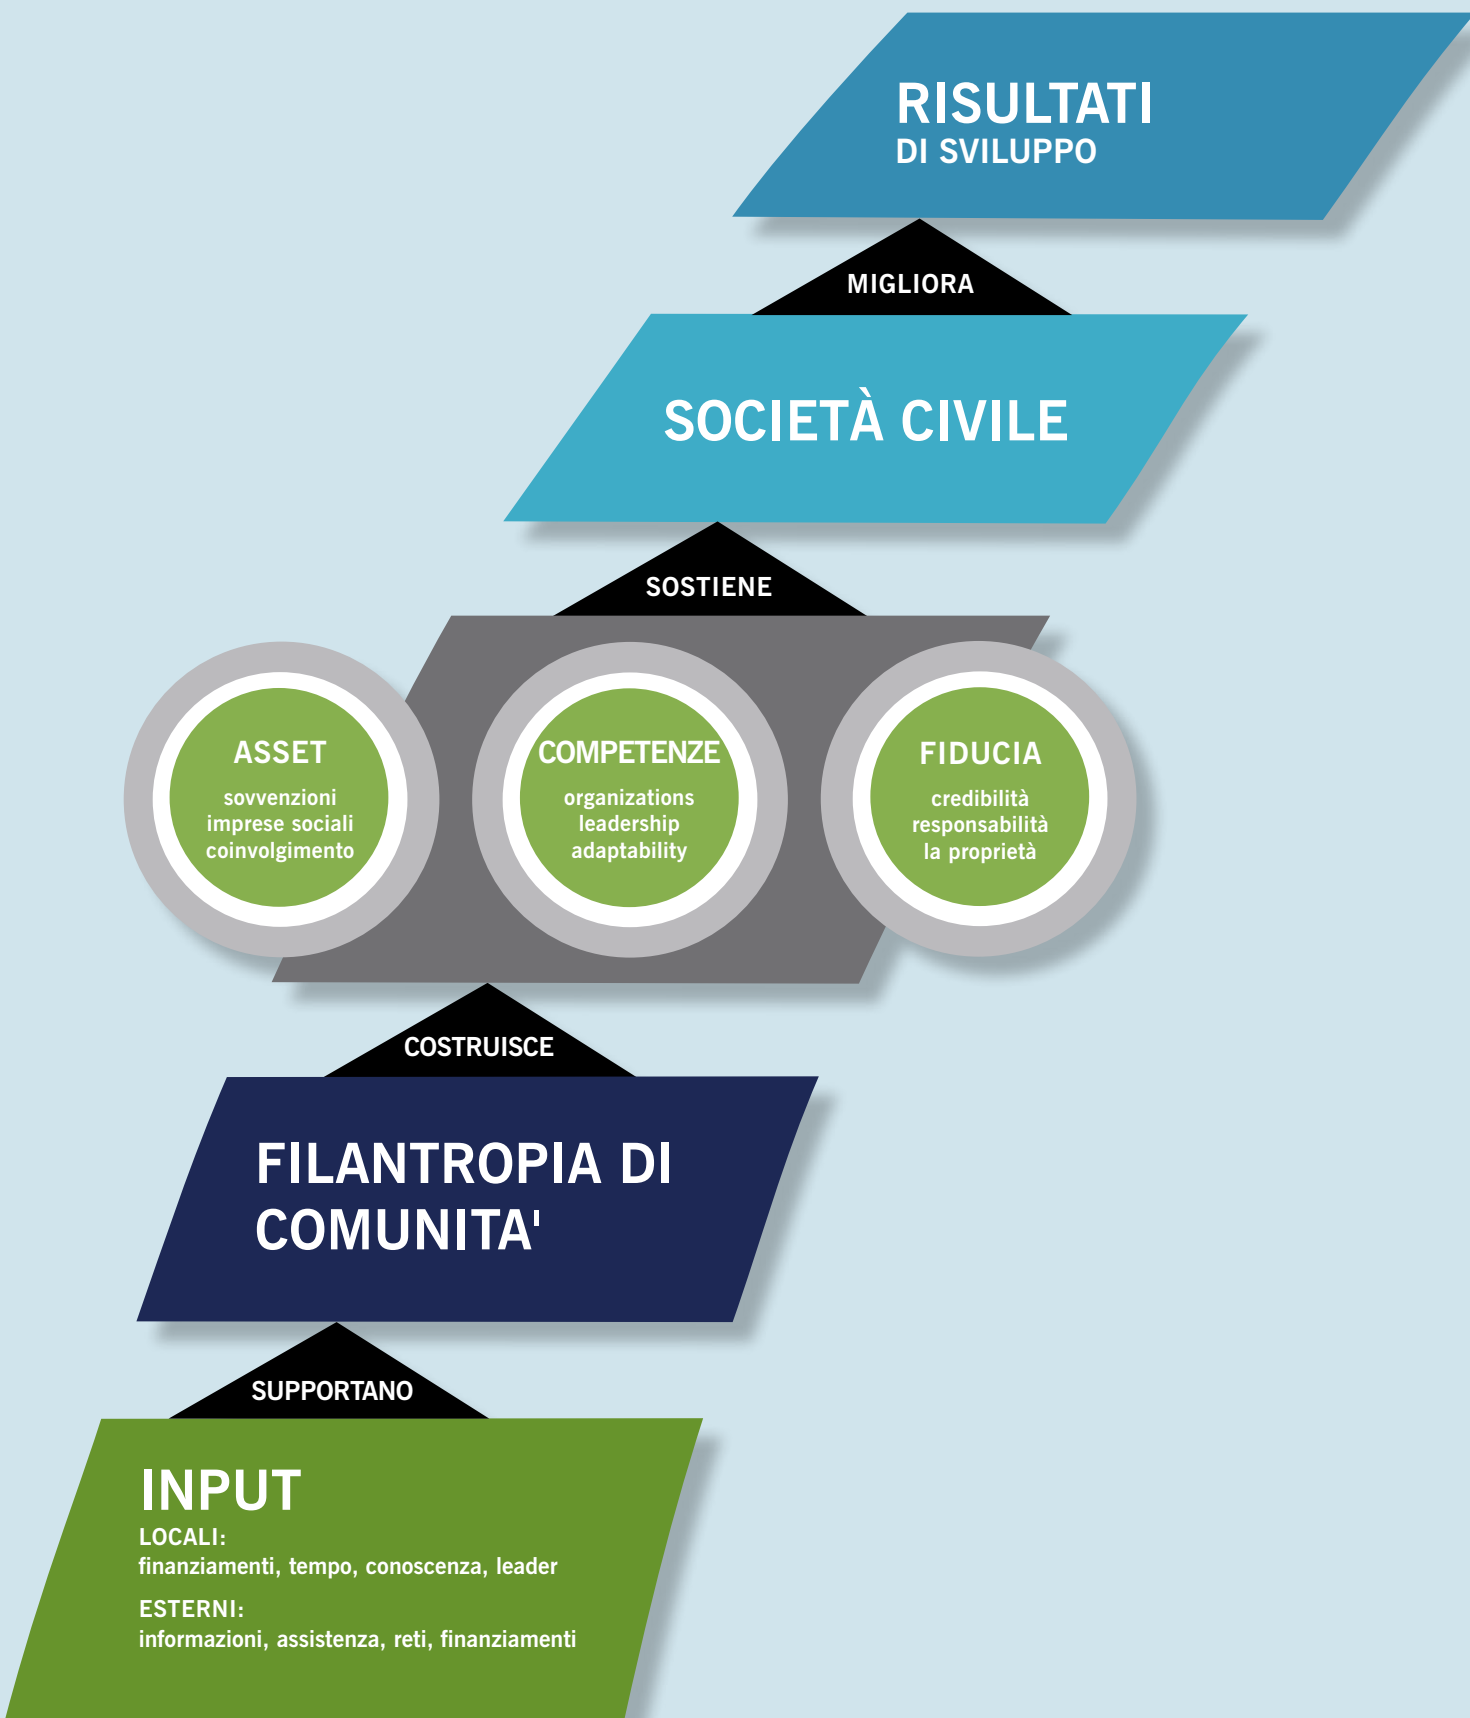 RISULTATI
DI SVILUPPO
MIGLIORA
SOCIETÀ CIVILE
SOSTIENE
ASSET
sovvenzioni
imprese sociali
coinvolgimento
COMPETENZE
organizations
leadership
adaptability
FIDUCIA
credibilità
responsabilità
la proprietà
COSTRUISCE
FILANTROPIA DI
COMUNITA'
SUPPORTANO
INPUT
LOCALI:
finanziamenti, tempo, conoscenza, leader
ESTERNI:
informazioni, assistenza, reti, finanziamenti